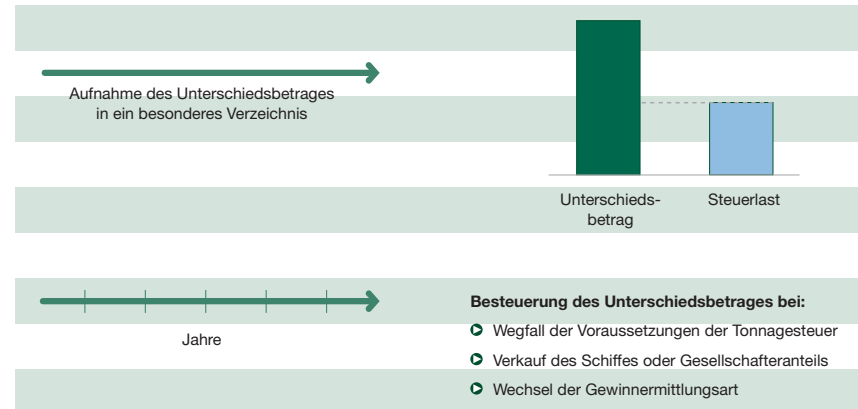 Aufnahme des Unterschiedsbetrages
in ein besonderes Verzeichnis
Unterschieds-
betrag
Steuerlast
Jahre
Besteuerung des Unterschiedsbetrages bei:
Wegfall der Voraussetzungen der Tonnagesteuer
Verkauf des Schiffes oder Gesellschafteranteils
Wechsel der Gewinnermittlungsart